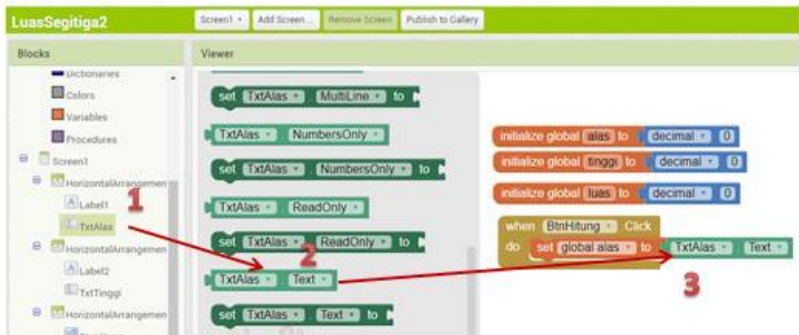 LuasSegitiga2
Screen1
Add Screen ...
Remove Screen
Publish to Gallery
Blocks
Viewer
Dictionaries
Colors
Variables
Procedures
Screen1
HorizontalArrangemen
Label1
TxtAlas
HorizontalArrangemen
Label2
TxtTinggi
HorizontalArrangemen
1
set TxtAlas . MultiLine to
TxtAlas . NumbersOnly
set TxtAlas . NumbersOnly to
TxtAlas . ReadOnly
set TxtAlas . ReadOnly to
2
TxtAlas . Text
set TxtAlas . Text to
initialize global alas to decimal 0
initialize global tinggi to decimal 0
initialize global luas to decimal 0
when BtnHitung . Click
do set global alas to TxtAlas . Text
3